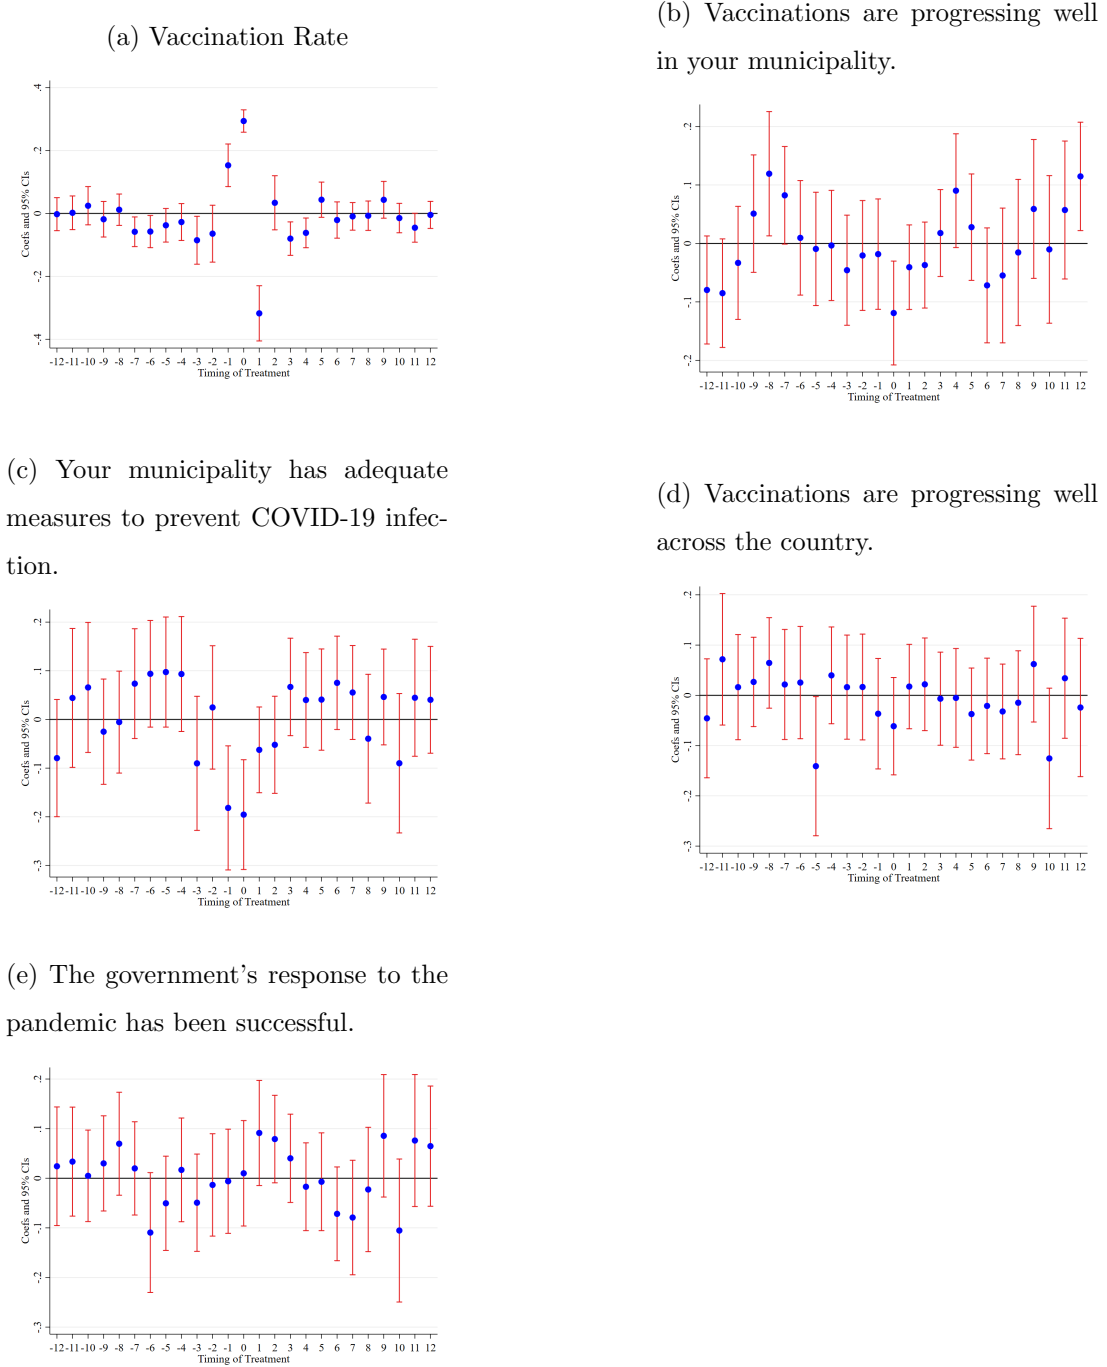 (a) Vaccination Rate
.4
.2
0
-.2
-.4
Coefs and 95% CIs
-12 -11 -10 -9 -8 -7 -6 -5 -4 -3 -2 -1 0 1 2 3 4 5 6 7 8 9 10 11 12
Timing of Treatment
(b) Vaccinations are progressing well
in your municipality.
.2
.1
0
-.1
-.2
Coefs and 95% CIs
-12 -11 -10 -9 -8 -7 -6 -5 -4 -3 -2 -1 0 1 2 3 4 5 6 7 8 9 10 11 12
Timing of Treatment
(c) Your municipality has adequate
measures to prevent COVID-19 infec-
tion.
.2
.1
0
-.1
-.2
-.3
Coefs and 95% CIs
-12 -11 -10 -9 -8 -7 -6 -5 -4 -3 -2 -1 0 1 2 3 4 5 6 7 8 9 10 11 12
Timing of Treatment
(d) Vaccinations are progressing well
across the country.
.2
.1
0
-.1
-.2
-.3
Coefs and 95% CIs
-12 -11 -10 -9 -8 -7 -6 -5 -4 -3 -2 -1 0 1 2 3 4 5 6 7 8 9 10 11 12
Timing of Treatment
(e) The government's response to the
pandemic has been successful.
.2
.1
0
-.1
-.2
-.3
Coefs and 95% CIs
-12 -11 -10 -9 -8 -7 -6 -5 -4 -3 -2 -1 0 1 2 3 4 5 6 7 8 9 10 11 12
Timing of Treatment